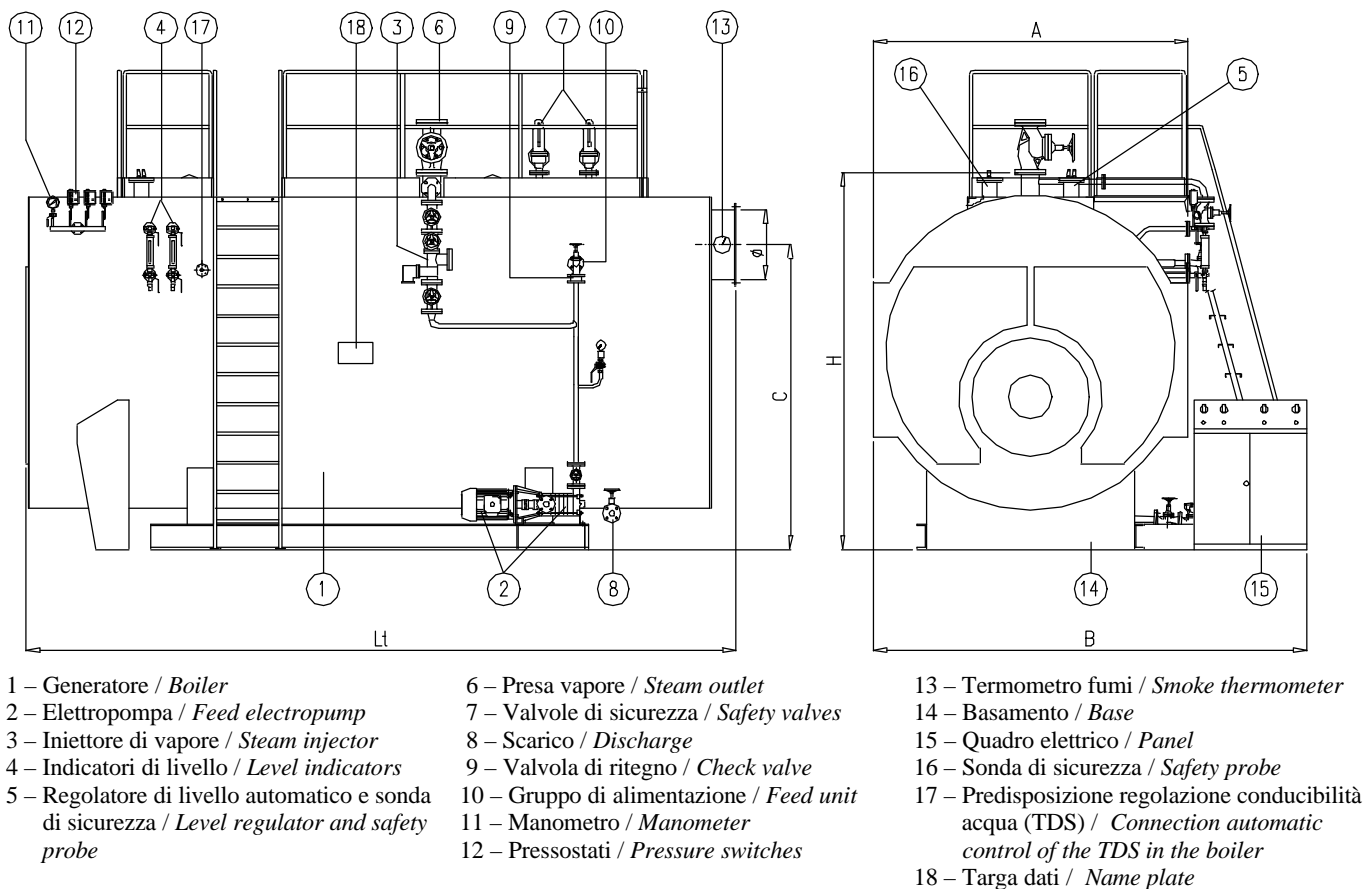 11 12 4 17 18 3 6 9 7 10 13
A
16 5
Ø
C
H
1 2 8 14 15
Lt
B
1 – Generatore / Boiler
2 – Elettropompa / Feed electropump
3 – Iniettore di vapore / Steam injector
4 – Indicatori di livello / Level indicators
5 – Regolatore di livello automatico e sonda
di sicurezza / Level regulator and safety
probe
6 – Presa vapore / Steam outlet
7 – Valvole di sicurezza / Safety valves
8 – Scarico / Discharge
9 – Valvola di ritegno / Check valve
10 – Gruppo di alimentazione / Feed unit
11 – Manometro / Manometer
12 – Pressostati / Pressure switches
13 – Termometro fumi / Smoke thermometer
14 – Basamento / Base
15 – Quadro elettrico / Panel
16 – Sonda di sicurezza / Safety probe
17 – Predisposizione regolazione conducibilità
acqua (TDS) / Connection automatic
control of the TDS in the boiler
18 – Targa dati / Name plate